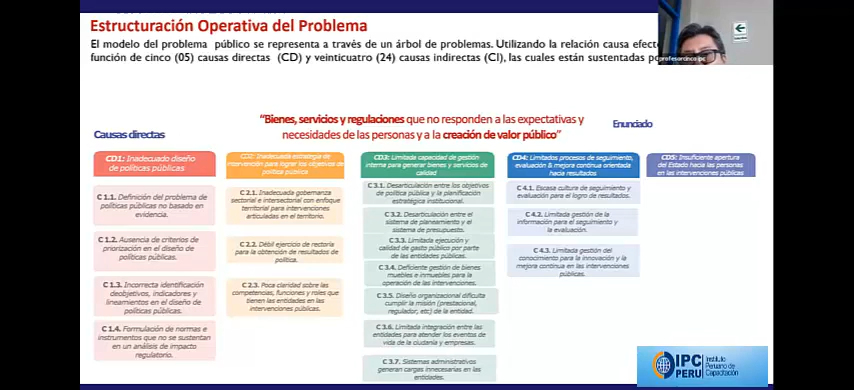 Estructuración Operativa del Problema
El modelo del problema público se representa a través de un árbol de problemas. Utilizando la relación causa efect
función de cinco (05) causas directas (CD) y veinticuatro (24) causas indirectas (CI), las cuales están sustentadas
profesorcinco ipc
“Bienes, servicios y regulaciones que no responden a las expectativas y
necesidades de las personas y a la creación de valor público”
Enunciado
Causas directas
CD1: Inadecuado diseño
de políticas públicas
C 1.1. Definición del problema de
políticas públicas no basado en
evidencia.
C 1.2. Ausencia de criterios de
priorización en el diseño de
políticas públicas.
C 1.3. Incorrecta identificación
deobjetivos, indicadores y
lineamientos en el diseño de
políticas públicas.
C 1.4. Formulación de normas e
instrumentos que no se sustentan
en un análisis de impacto
regulatorio.
CD2: Inadecuada estrategia de
intervención para lograr los objetivos de
política pública
C 2.1. Inadecuada gobernanza
sectorial e intersectorial con enfoque
territorial para intervenciones
articuladas en el territorio.
C 2.2. Débil ejercicio de rectoría
para la obtención de resultados de
política.
C 2.3. Poca claridad sobre las
competencias, funciones y roles que
tienen las entidades en las
intervenciones públicas.
CD3: Limitada capacidad de gestión
interna para generar bienes y servicios de
calidad
C 3.1. Desarticulación entre los objetivos
de política pública y la planificación
estratégica institucional.
C 3.2. Desarticulación entre el
sistema de planeamiento y el
sistema de presupuesto.
C 3.3. Limitada ejecución y
calidad de gasto público por parte
de las entidades públicas.
C 3.4. Deficiente gestión de bienes
muebles e inmuebles para la
operación de las intervenciones.
C 3.5. Diseño organizacional dificulta
cumplir la misión (prestacional,
regulador, etc) de la entidad.
C 3.6. Limitada integración entre las
entidades para atender los eventos de
vida de la ciudanía y empresas.
C 3.7. Sistemas administrativos
generan cargas innecesarias en las
entidades.
CD4: Limitados procesos de seguimiento,
evaluación & mejora continua orientada
hacia resultados
C 4.1. Escasa cultura de seguimiento y
evaluación para el logro de resultados.
C 4.2. Limitada gestión de la
información para el seguimiento y
la evaluación.
C 4.3. Limitada gestión del
conocimiento para la innovación y la
mejora continua en las intervenciones
públicas.
CD5: Insuficiente apertura
del Estado hacia las personas
en las intervenciones públicas
IPC
PERU
Instituto
Peruano de
Capacitación